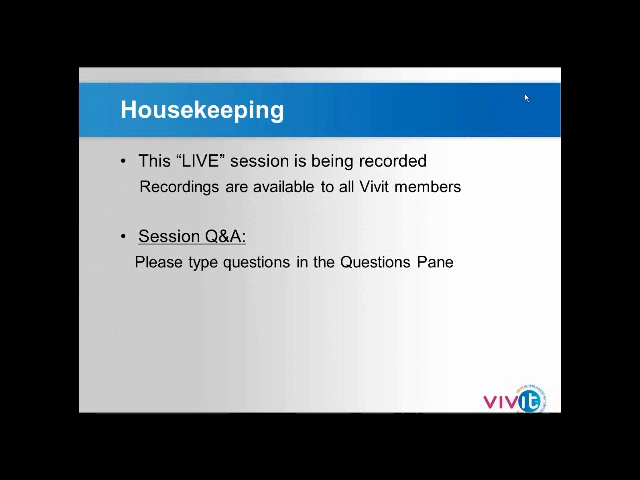 Housekeeping
• This “LIVE” session is being recorded
Recordings are available to all Vivit members
• Session Q&A:
Please type questions in the Questions Pane
vivit